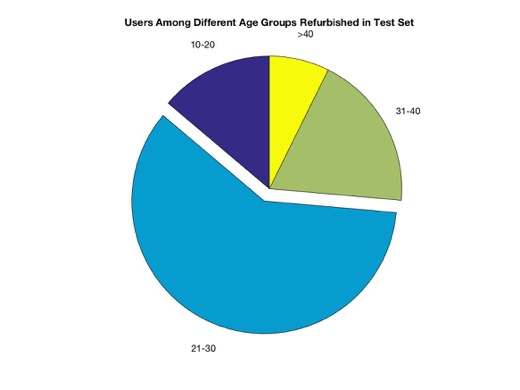 Users Among Different Age Groups Refurbished in Test Set
>40
10-20
31-40
21-30